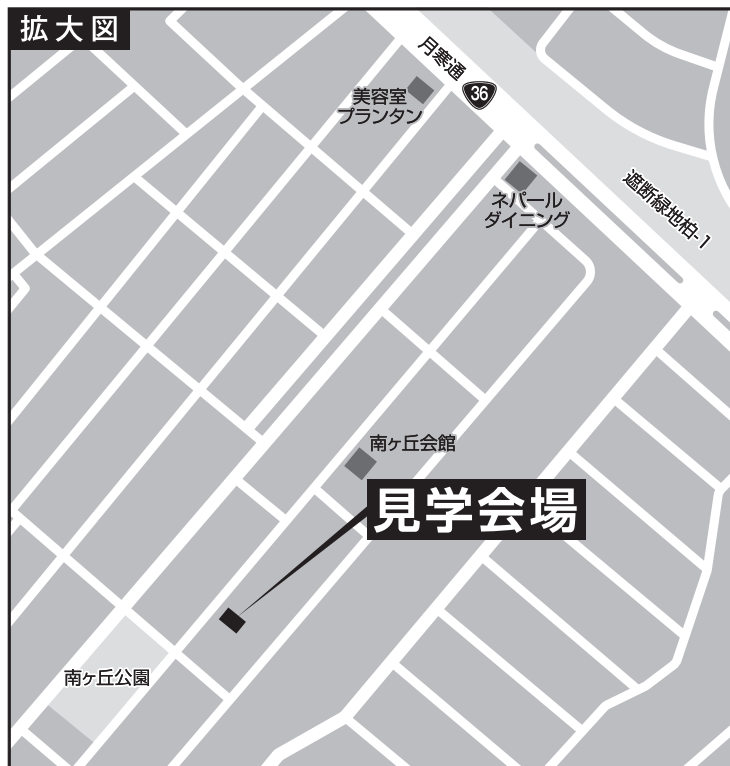 拡大図
月寒通
36
美容室
プランタン
ネパール
ダイニング
遮断緑地柏-1
南ヶ丘会館
見学会場
南ヶ丘公園